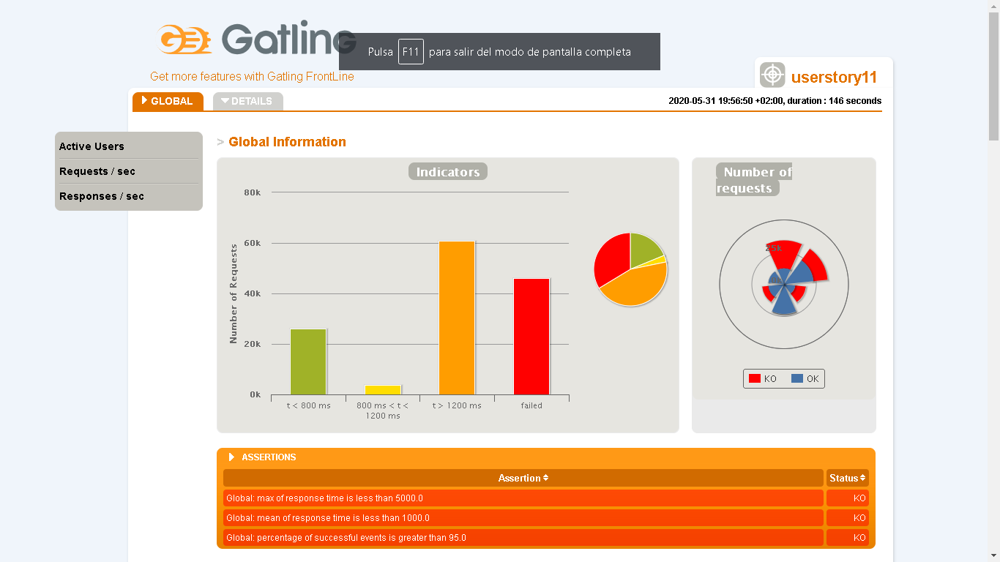 Gatling
Pulsa F11 para salir del modo de pantalla completa
Get more features with Gatling FrontLine
userstory11
GLOBAL
DETAILS
2020-05-31 19:56:50 +02:00, duration : 146 seconds
Active Users
Requests / sec
Responses / sec
> Global Information
Indicators
Number of Requests
80k
60k
40k
20k
0k
t < 800 ms
800 ms < t <
1200 ms
t > 1200 ms
failed
Number of
requests
25k
KO
OK
ASSERTIONS
Assertion
Status
Global: max of response time is less than 5000.0
KO
Global: mean of response time is less than 1000.0
KO
Global: percentage of successful events is greater than 95.0
KO